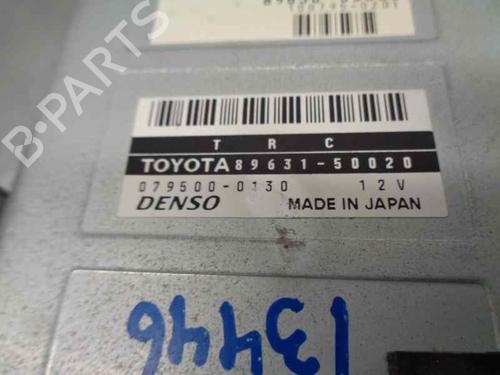 T R C
TOYOTA 89631-50020
079500-0130 12V
DENSO MADE IN JAPAN
13446
B-PARTS